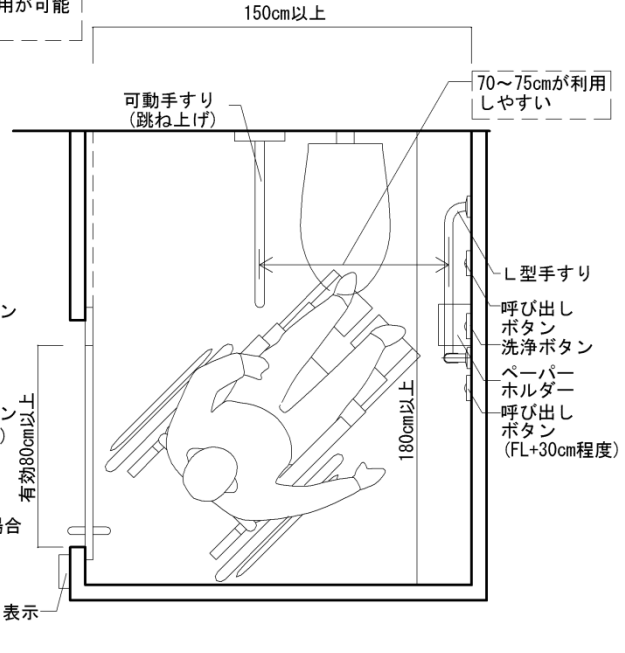 用が可能
150cm以上
70～75cmが利用
しやすい
可動手すり
(跳ね上げ)
Ｌ型手すり
呼び出し
ボタン
洗浄ボタン
ペーパー
ホルダー
呼び出し
ボタン
(FL+30cm程度)
180cm以上
有効80cm以上
ン
ン
)
場合
表示